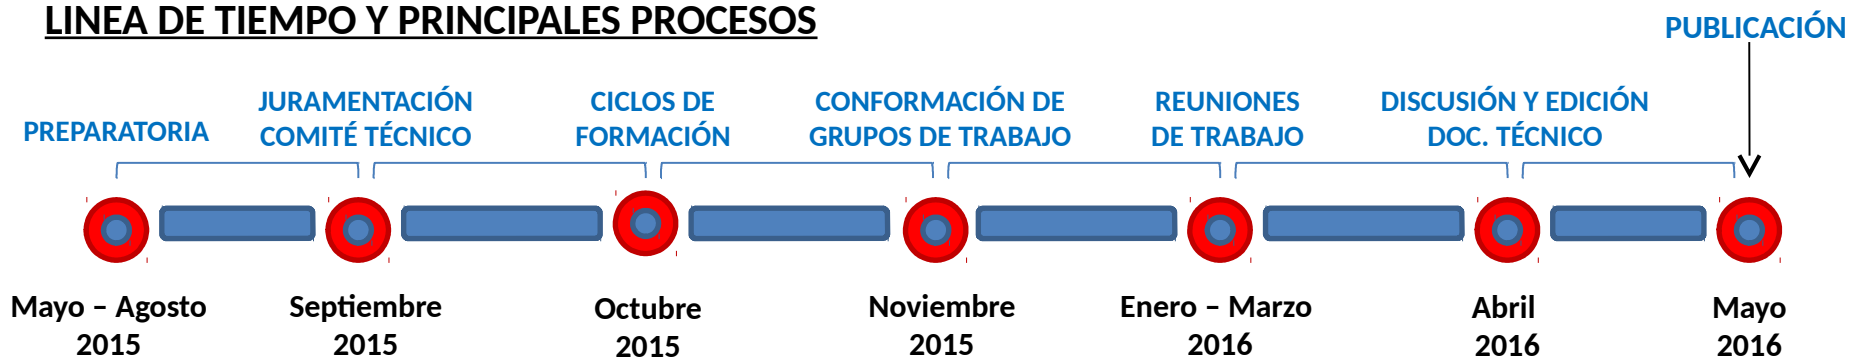 LINEA DE TIEMPO Y PRINCIPALES PROCESOS
PUBLICACIÓN
PREPARATORIA
JURAMENTACIÓN
COMITÉ TÉCNICO
CICLOS DE
FORMACIÓN
CONFORMACIÓN DE
GRUPOS DE TRABAJO
REUNIONES
DE TRABAJO
DISCUSIÓN Y EDICIÓN
DOC. TÉCNICO
Mayo – Agosto
2015
Septiembre
2015
Octubre
2015
Noviembre
2015
Enero – Marzo
2016
Abril
2016
Mayo
2016